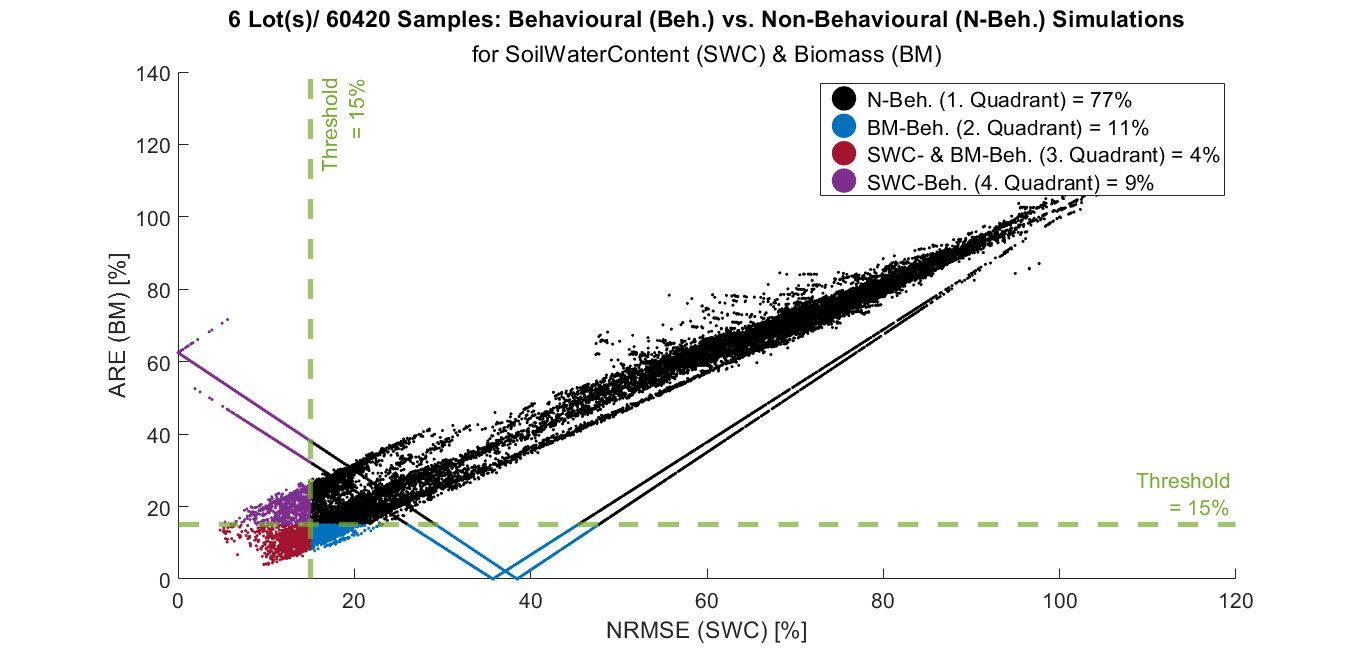 6 Lot(s)/ 60420 Samples: Behavioural (Beh.) vs. Non-Behavioural (N-Beh.) Simulations
for SoilWaterContent (SWC) & Biomass (BM)
N-Beh. (1. Quadrant) = 77%
BM-Beh. (2. Quadrant) = 11%
SWC- & BM-Beh. (3. Quadrant) = 4%
SWC-Beh. (4. Quadrant) = 9%
Threshold
= 15%
Threshold
= 15%
ARE (BM) [%]
140
120
100
80
60
40
20
0
0 20 40 60 80 100 120
NRMSE (SWC) [%]